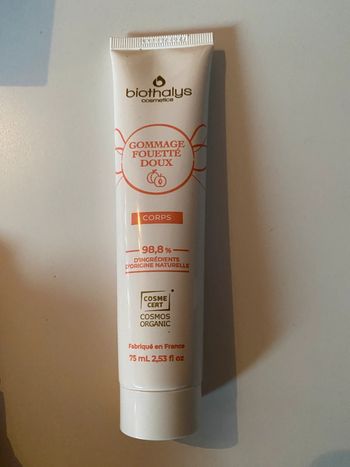 biothalys
cosmetics
GOMMAGE
FOUETTÉ
DOUX
CORPS
98,8 %
D'INGRÉDIENTS
D'ORIGINE NATURELLE
COSME
CERT
COSMOS
ORGANIC
Fabriqué en France
75 mL 2,53 fl oz